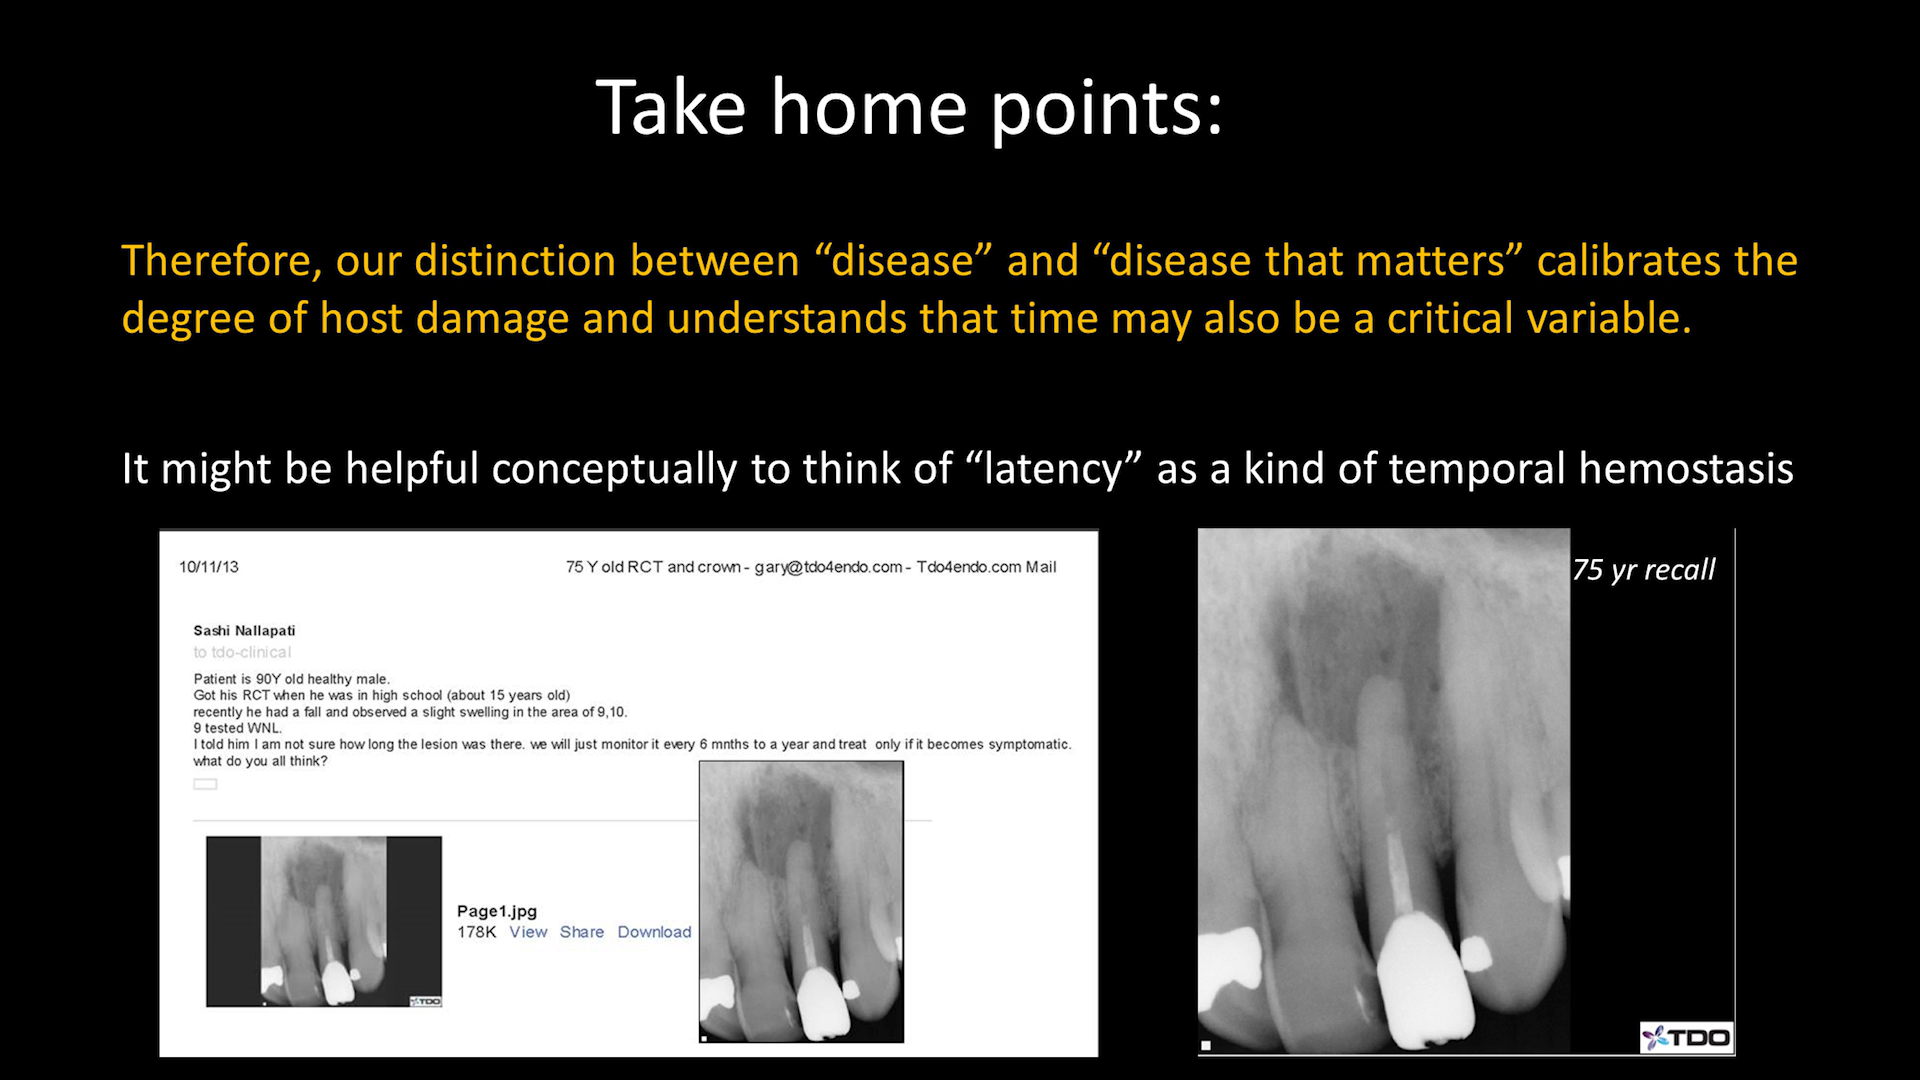 Take home points:
Therefore, our distinction between “disease” and “disease that matters” calibrates the
degree of host damage and understands that time may also be a critical variable.
It might be helpful conceptually to think of “latency” as a kind of temporal hemostasis
10/11/13 75 Y old RCT and crown - gary@tdo4endo.com - Tdo4endo.com Mail
Sashi Nallapati
to tdo-clinical
Patient is 90Y old healthy male.
Got his RCT when he was in high school (about 15 years old)
recently he had a fall and observed a slight swelling in the area of 9,10.
9 tested WNL.
I told him I am not sure how long the lesion was there. we will just monitor it every 6 mnths to a year and treat only if it becomes symptomatic.
what do you all think?
Page1.jpg
178K View Share Download
TDO
75 yr recall
TDO